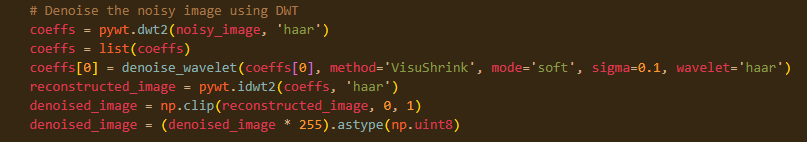 # Denoise the noisy image using DWT
coeffs = pywt.dwt2(noisy_image, 'haar')
coeffs = list(coeffs)
coeffs[0] = denoise_wavelet(coeffs[0], method='VisuShrink', mode='soft', sigma=0.1, wavelet='haar')
reconstructed_image = pywt.idwt2(coeffs, 'haar')
denoised_image = np.clip(reconstructed_image, 0, 1)
denoised_image = (denoised_image * 255).astype(np.uint8)